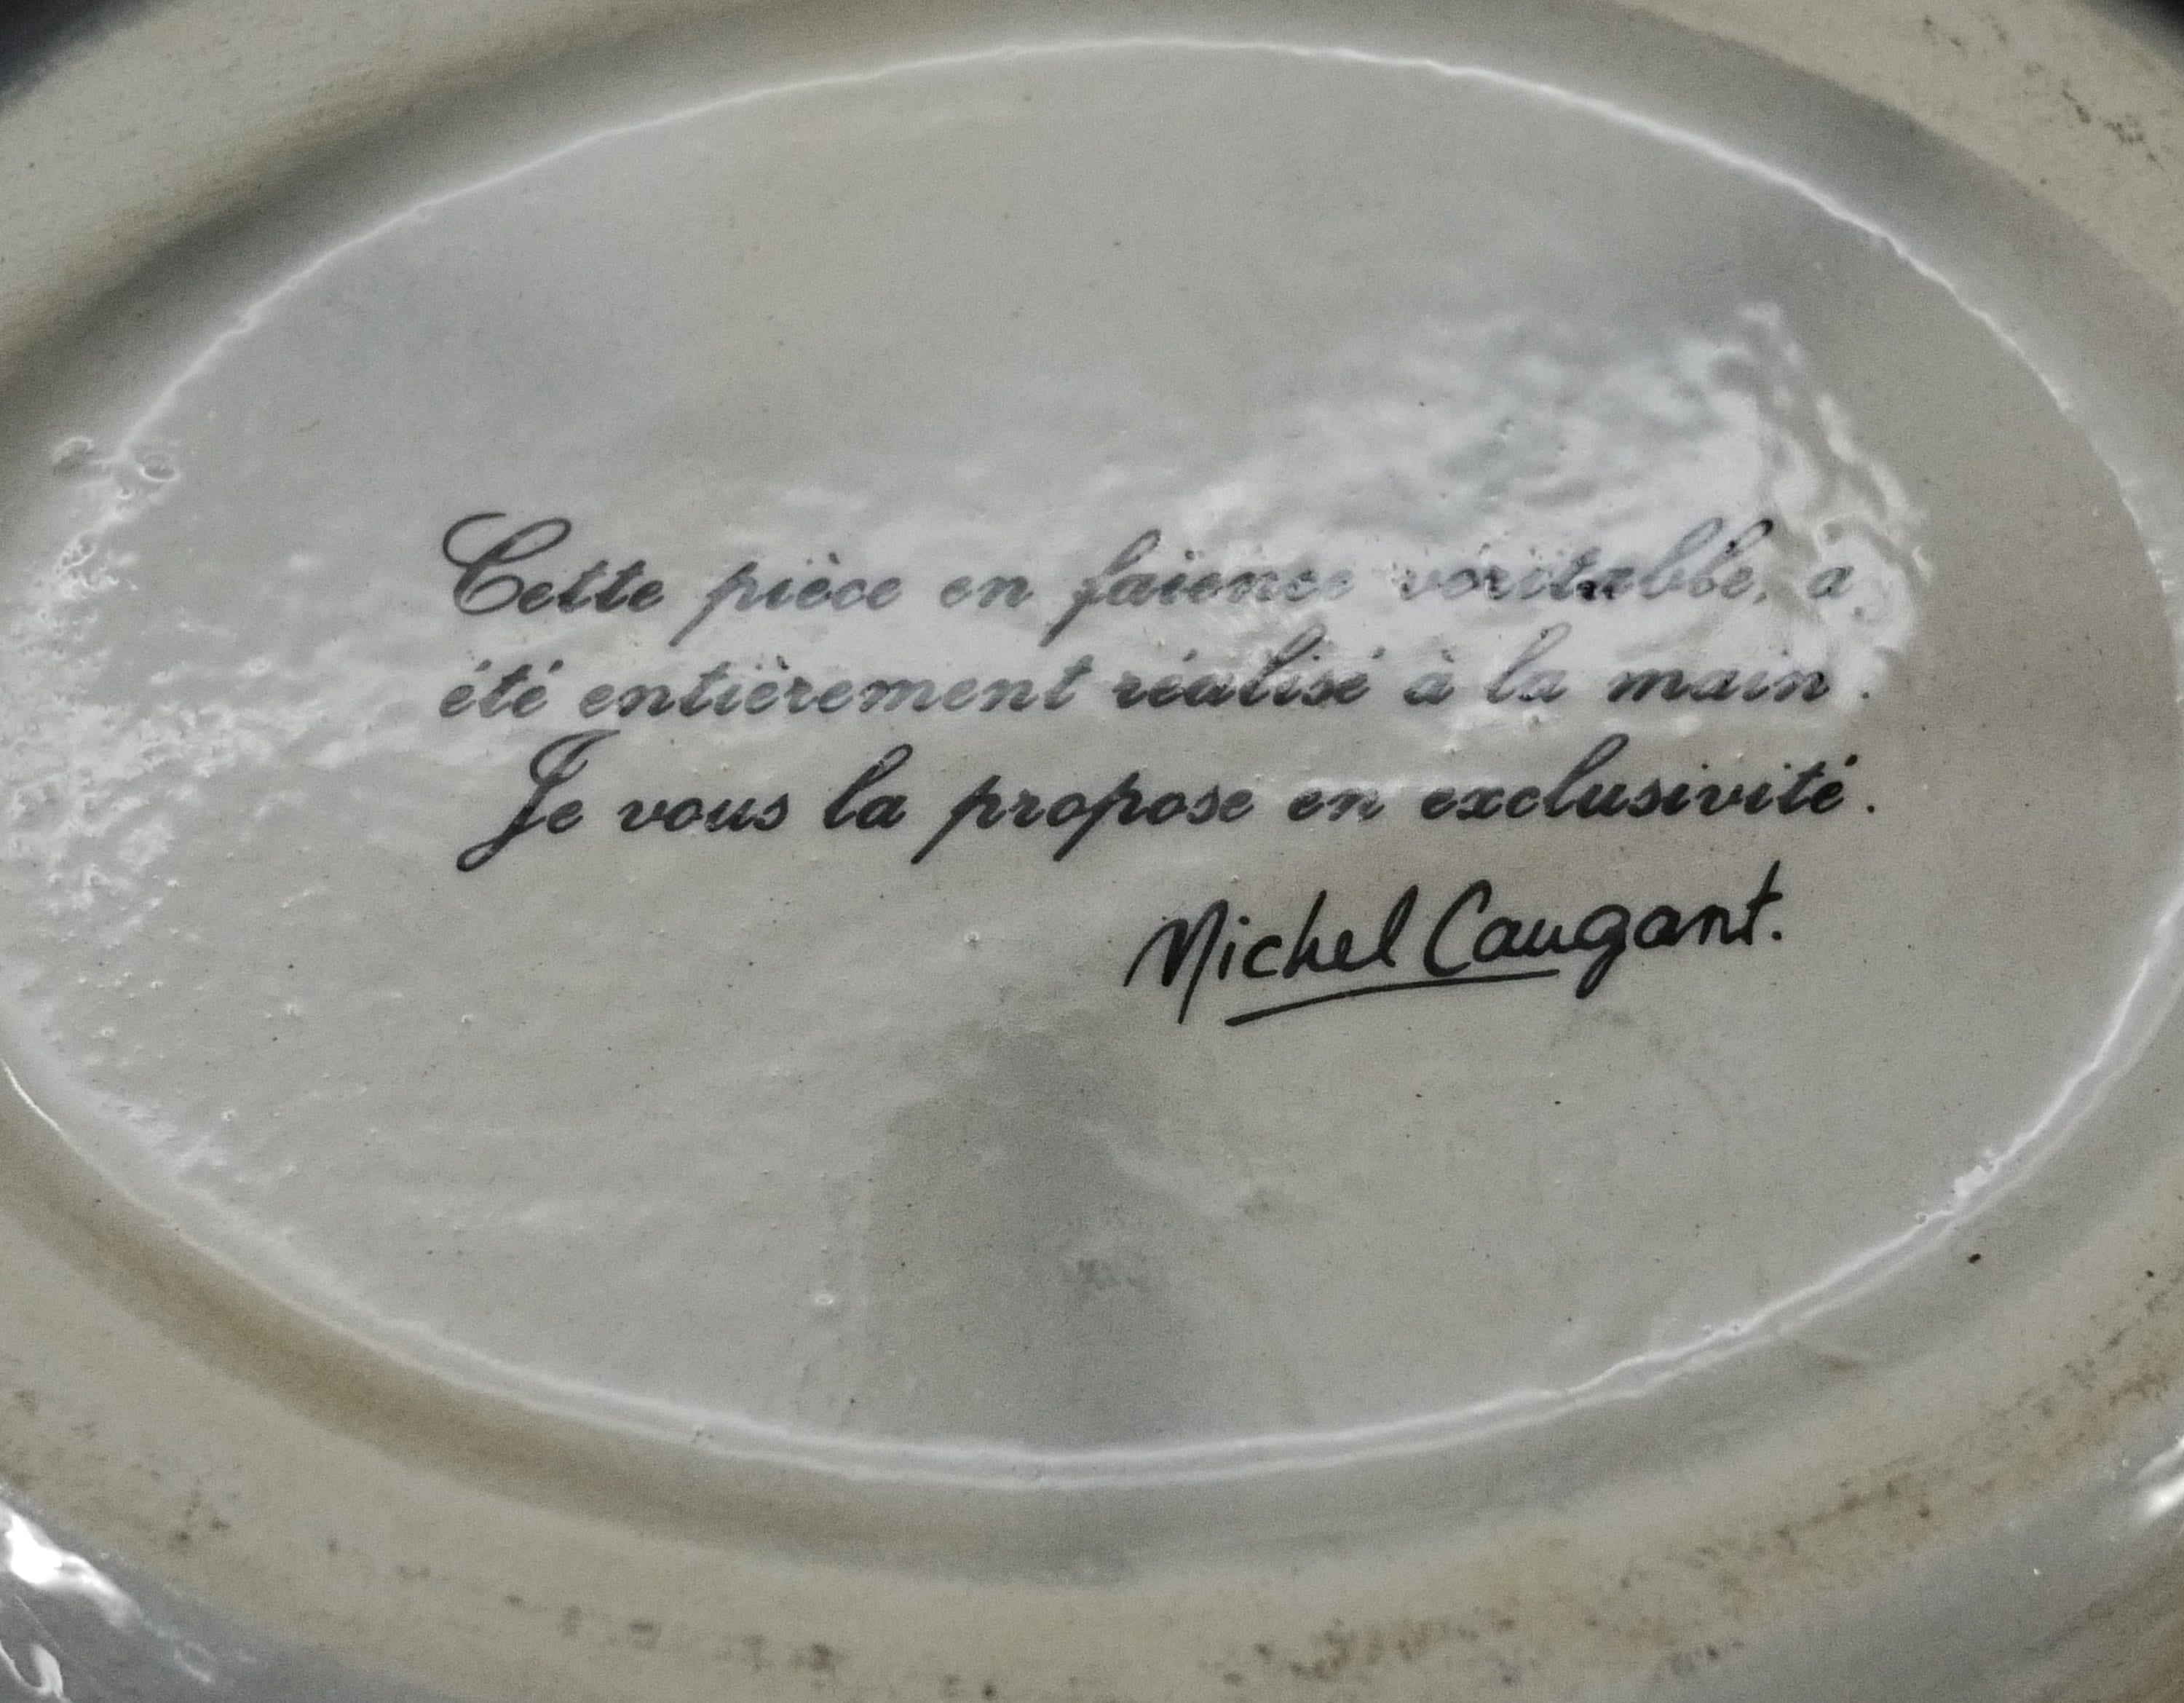 Cette pièce en faïence véritable, a
été entièrement réalisé à la main.
Je vous la propose en exclusivité.
Michel Caugant.